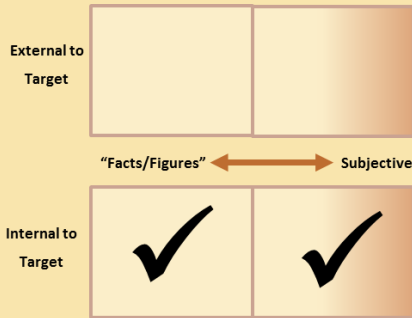 External to
Target
“Facts/Figures”
Subjective
Internal to
Target